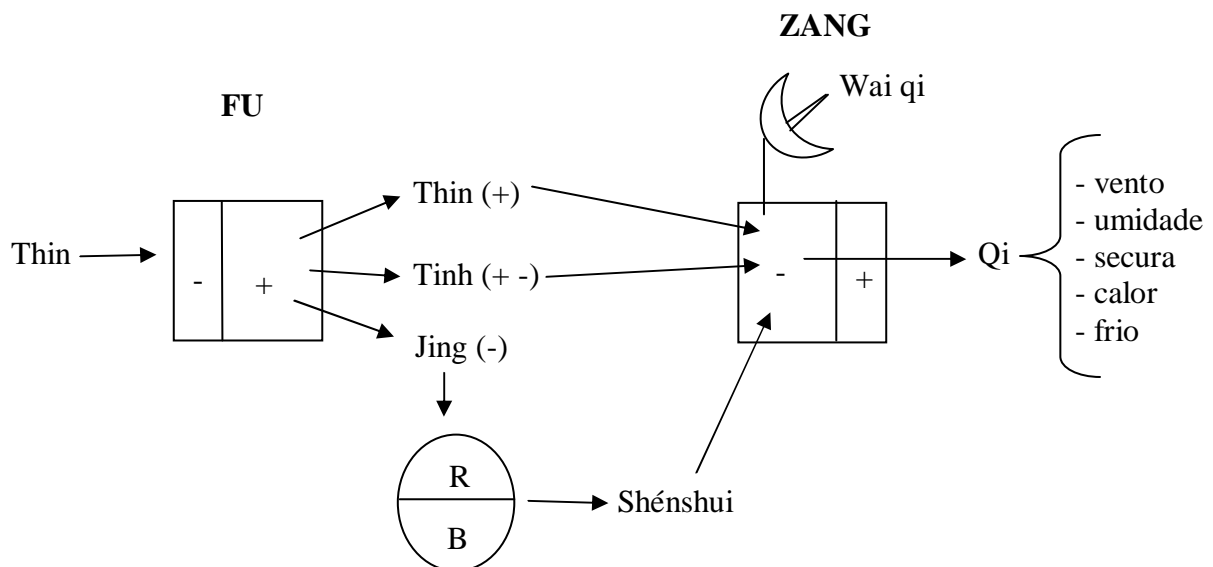 ZANG
FU
Wai qi
Thin
- +
Thin (+)
Tinh (+ -)
Jing (-)
R
B
Shénshui
- +
Qi
- vento
- umidade
- secura
- calor
- frio